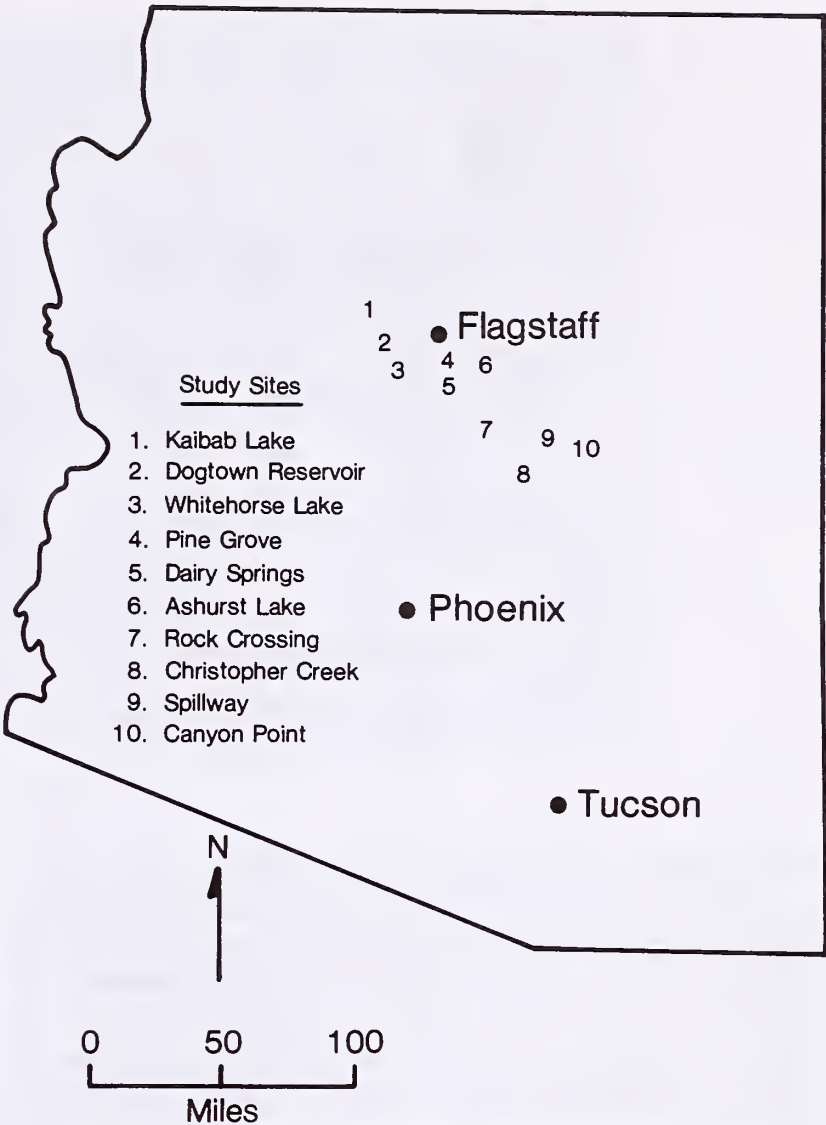 1
Flagstaff
2
3
4
6
5
Study Sites
7
9
10
8
1. Kaibab Lake
2. Dogtown Reservoir
3. Whitehorse Lake
4. Pine Grove
5. Dairy Springs
6. Ashurst Lake
7. Rock Crossing
8. Christopher Creek
9. Spillway
10. Canyon Point
Phoenix
Tucson
N
0 50 100
Miles